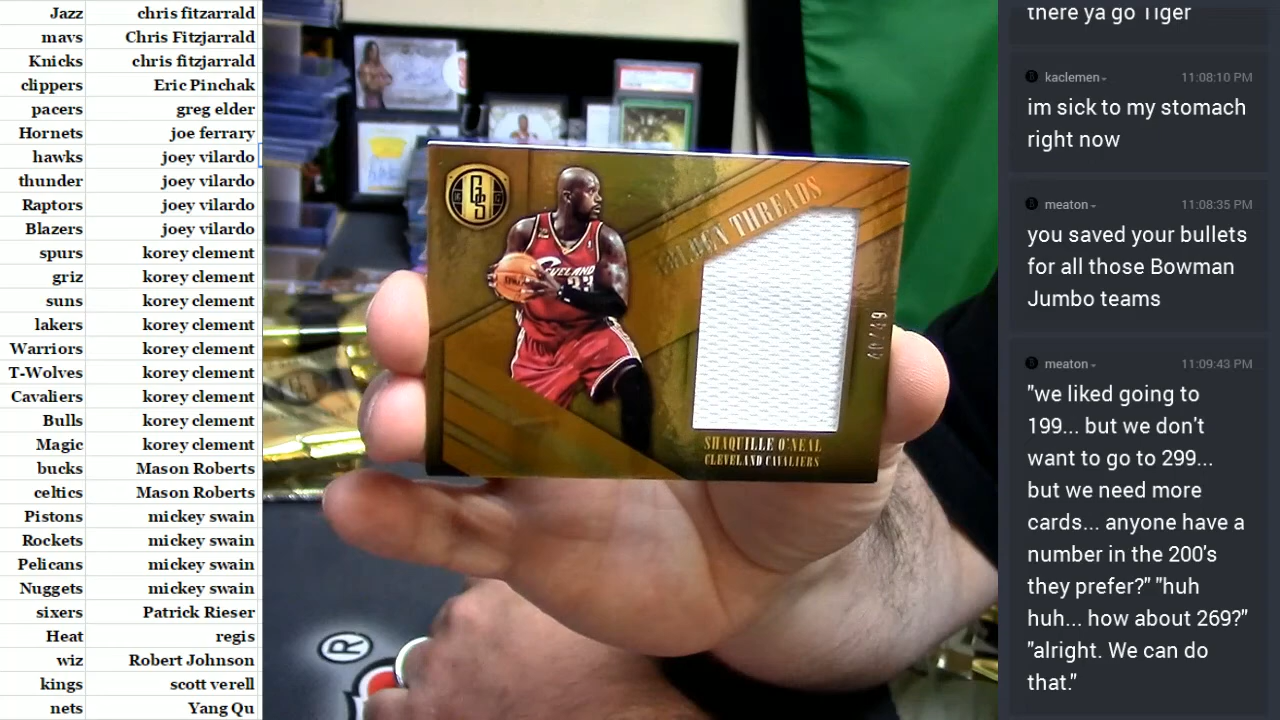 Jazz chris fitzarrald
mavs Chris Fitzjarrald
Knicks chris fitzarrald
clippers Eric Pinchak
pacers greg elder
Hornets joe ferrary
hawks joey vilardo
thunder joey vilardo
Raptors joey vilardo
Blazers joey vilardo
spurs korey clement
griz korey clement
suns korey clement
lakers korey clement
Warriors korey clement
T-Wolves korey clement
Cavaliers korey clement
Bulls korey clement
Magic korey clement
bucks Mason Roberts
celtics Mason Roberts
Pistons mickey swain
Rockets mickey swain
Pelicans mickey swain
Nuggets mickey swain
sixers Patrick Rieser
Heat regis
wiz Robert Johnson
kings scott verell
nets Yang Qu
GS
GOLDEN THREADS
CLEVELAND
33
40/49
SHAQUILLE O'NEAL
CLEVELAND CAVALIERS
®
there ya go Tiger
kaclemen 11:08:10 PM
im sick to my stomach
right now
meaton 11:08:35 PM
you saved your bullets
for all those Bowman
Jumbo teams
meaton 11:09:43 PM
"we liked going to
199... but we don't
want to go to 299...
but we need more
cards... anyone have a
number in the 200's
they prefer?" "huh
huh... how about 269?"
"alright. We can do
that."